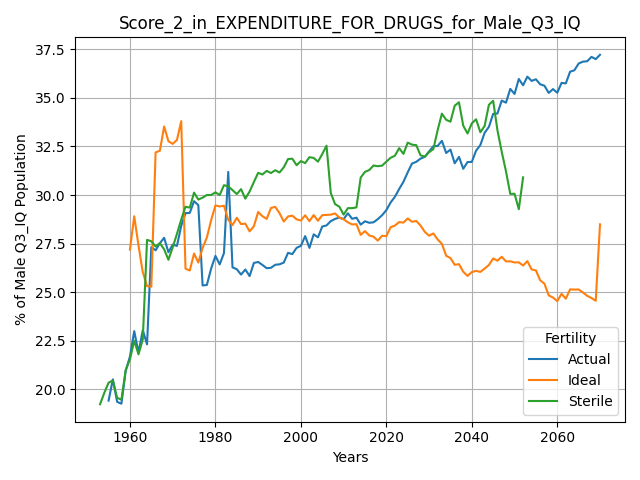 Score_2_in_EXPENDITURE_FOR_DRUGS_for_Male_Q3_IQ
% of Male Q3_IQ Population
37.5
35.0
32.5
30.0
27.5
25.0
22.5
20.0
Fertility
Actual
Ideal
Sterile
1960
1980
2000
2020
2040
2060
Years